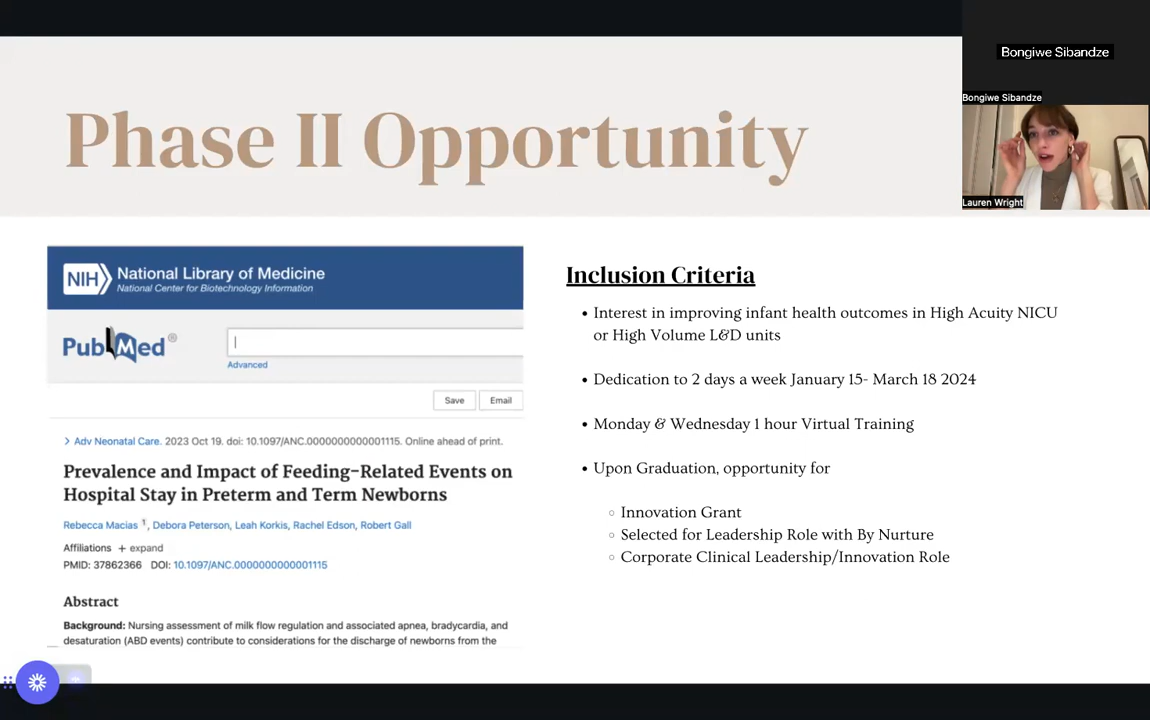 Phase II Opportunity
Bongiwe Sibandze
Bongiwe Sibandze
Lauren Wright
NIH
National Library of Medicine
National Center for Biotechnology Information
PubMed®
Advanced
Save
Email
Adv Neonatal Care. 2023 Oct 19. doi: 10.1097/ANC.0000000000001115. Online ahead of print.
Prevalence and Impact of Feeding-Related Events on
Hospital Stay in Preterm and Term Newborns
Rebecca Macias 1, Debora Peterson, Leah Korkis, Rachel Edson, Robert Gall
Affiliations + expand
PMID: 37862366 DOI: 10.1097/ANC.0000000000001115
Abstract
Background: Nursing assessment of milk flow regulation and associated apnea, bradycardia, and
desaturation (ABD events) contribute to considerations for the discharge of newborns from the
Inclusion Criteria
• Interest in improving infant health outcomes in High Acuity NICU
or High Volume L&D units
• Dedication to 2 days a week January 15- March 18 2024
• Monday & Wednesday 1 hour Virtual Training
• Upon Graduation, opportunity for
○ Innovation Grant
○ Selected for Leadership Role with By Nurture
○ Corporate Clinical Leadership/Innovation Role